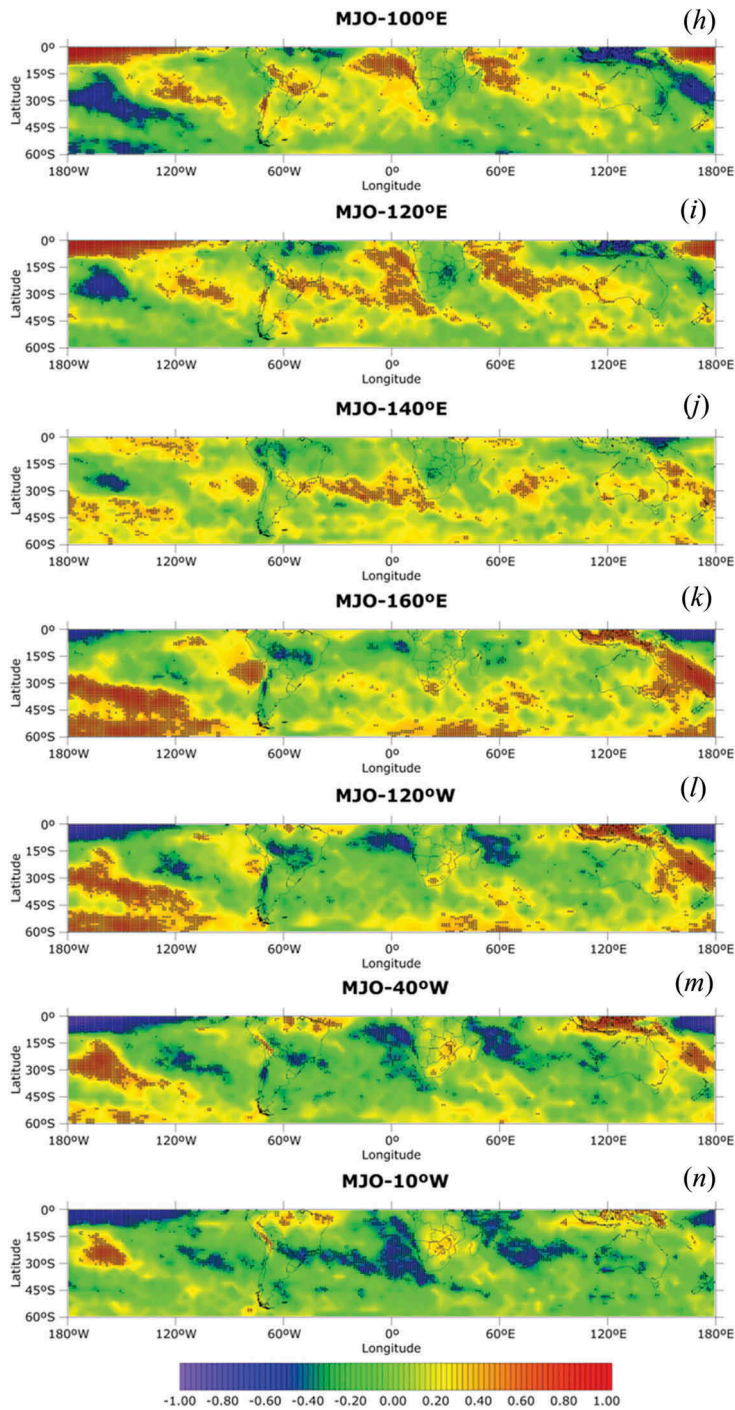 MJO-100ºE (h)
Latitude
0º
15ºS
30ºS
45ºS
60ºS
180ºW 120ºW 60ºW 0º 60ºE 120ºE 180ºE
Longitude
MJO-120ºE (i)
Latitude
0º
15ºS
30ºS
45ºS
60ºS
180ºW 120ºW 60ºW 0º 60ºE 120ºE 180ºE
Longitude
MJO-140ºE (j)
Latitude
0º
15ºS
30ºS
45ºS
60ºS
180ºW 120ºW 60ºW 0º 60ºE 120ºE 180ºE
Longitude
MJO-160ºE (k)
Latitude
0º
15ºS
30ºS
45ºS
60ºS
180ºW 120ºW 60ºW 0º 60ºE 120ºE 180ºE
Longitude
MJO-120ºW (l)
Latitude
0º
15ºS
30ºS
45ºS
60ºS
180ºW 120ºW 60ºW 0º 60ºE 120ºE 180ºE
Longitude
MJO-40ºW (m)
Latitude
0º
15ºS
30ºS
45ºS
60ºS
180ºW 120ºW 60ºW 0º 60ºE 120ºE 180ºE
Longitude
MJO-10ºW (n)
Latitude
0º
15ºS
30ºS
45ºS
60ºS
180ºW 120ºW 60ºW 0º 60ºE 120ºE 180ºE
Longitude
-1.00 -0.80 -0.60 -0.40 -0.20 0.00 0.20 0.40 0.60 0.80 1.00